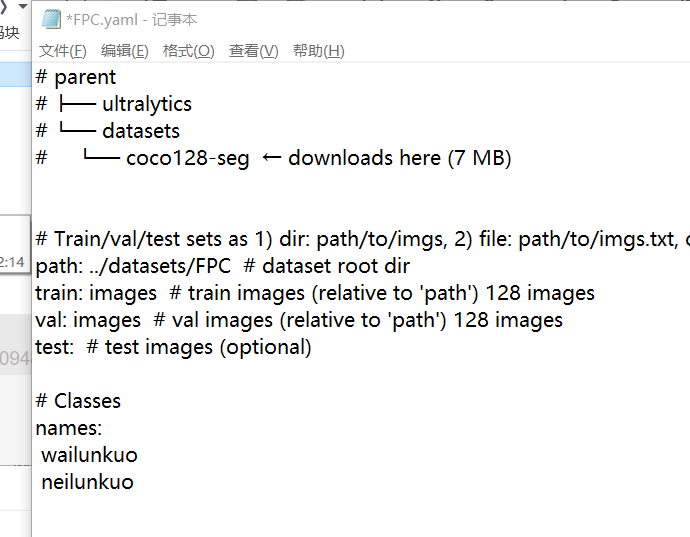 码块
*FPC.yaml - 记事本
文件(F) 编辑(E) 格式(O) 查看(V) 帮助(H)
# parent
# ├── ultralytics
# └── datasets
#     └── coco128-seg  ← downloads here (7 MB)
# Train/val/test sets as 1) dir: path/to/imgs, 2) file: path/to/imgs.txt,
path: ../datasets/FPC  # dataset root dir
train: images  # train images (relative to 'path') 128 images
val: images  # val images (relative to 'path') 128 images
test:  # test images (optional)
# Classes
names:
 wailunkuo
 neilunkuo
2:14
094